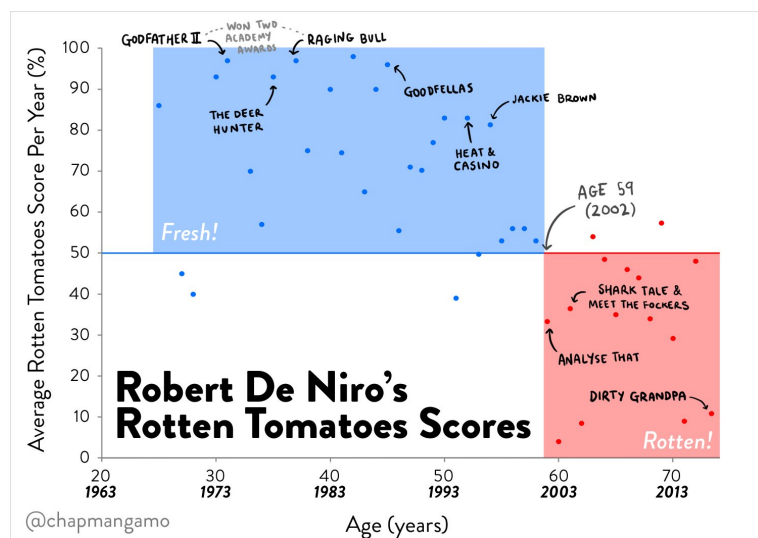 WON TWO
ACADEMY
AWARDS
GODFATHER II
RAGING BULL
100
90
80
70
60
50
40
30
20
10
0
Average Rotten Tomatoes Score Per Year (%)
GOODFELLAS
JACKIE BROWN
THE DEER
HUNTER
HEAT &
CASINO
AGE 59
(2002)
Fresh!
SHARK TALE &
MEET THE FOCKERS
ANALYSE THAT
DIRTY GRANDPA
Robert De Niro's
Rotten Tomatoes Scores
Rotten!
20 30 40 50 60 70
1963 1973 1983 1993 2003 2013
@chapmangamo
Age (years)